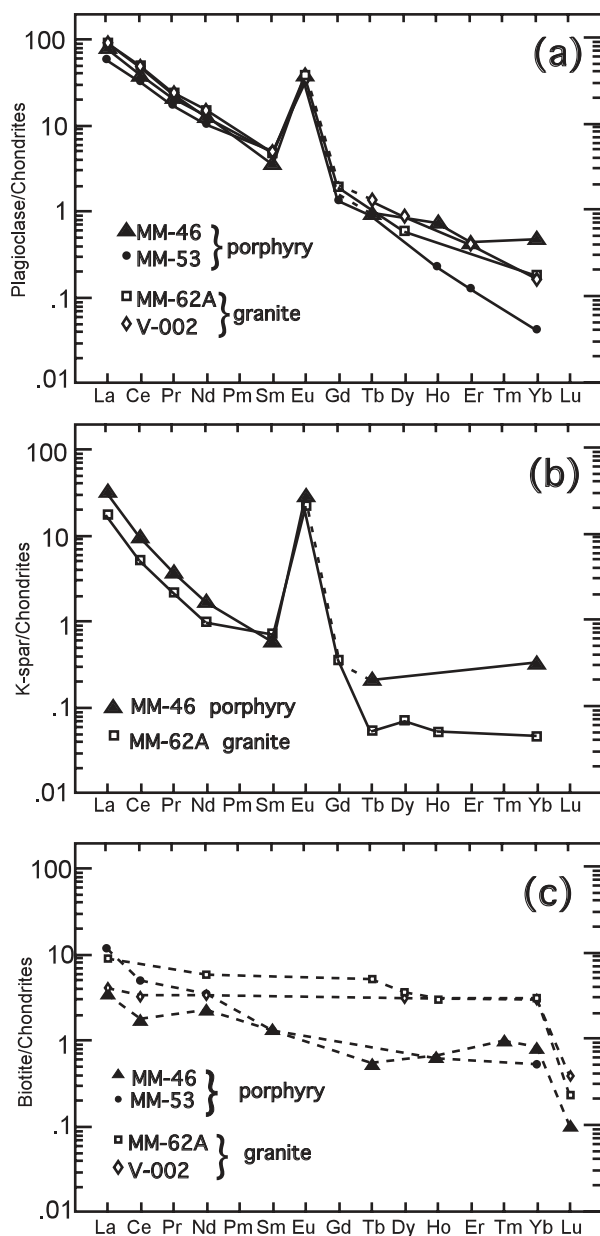 (a)
Plagioclase/Chondrites
100
10
1
.1
.01
MM-46
MM-53
} porphyry
MM-62A
V-002
} granite
La Ce Pr Nd Pm Sm Eu Gd Tb Dy Ho Er Tm Yb Lu
(b)
K-spar/Chondrites
100
10
1
.1
.01
MM-46 porphyry
MM-62A granite
La Ce Pr Nd Pm Sm Eu Gd Tb Dy Ho Er Tm Yb Lu
(c)
Biotite/Chondrites
100
10
1
.1
.01
MM-46
MM-53
} porphyry
MM-62A
V-002
} granite
La Ce Pr Nd Pm Sm Eu Gd Tb Dy Ho Er Tm Yb Lu